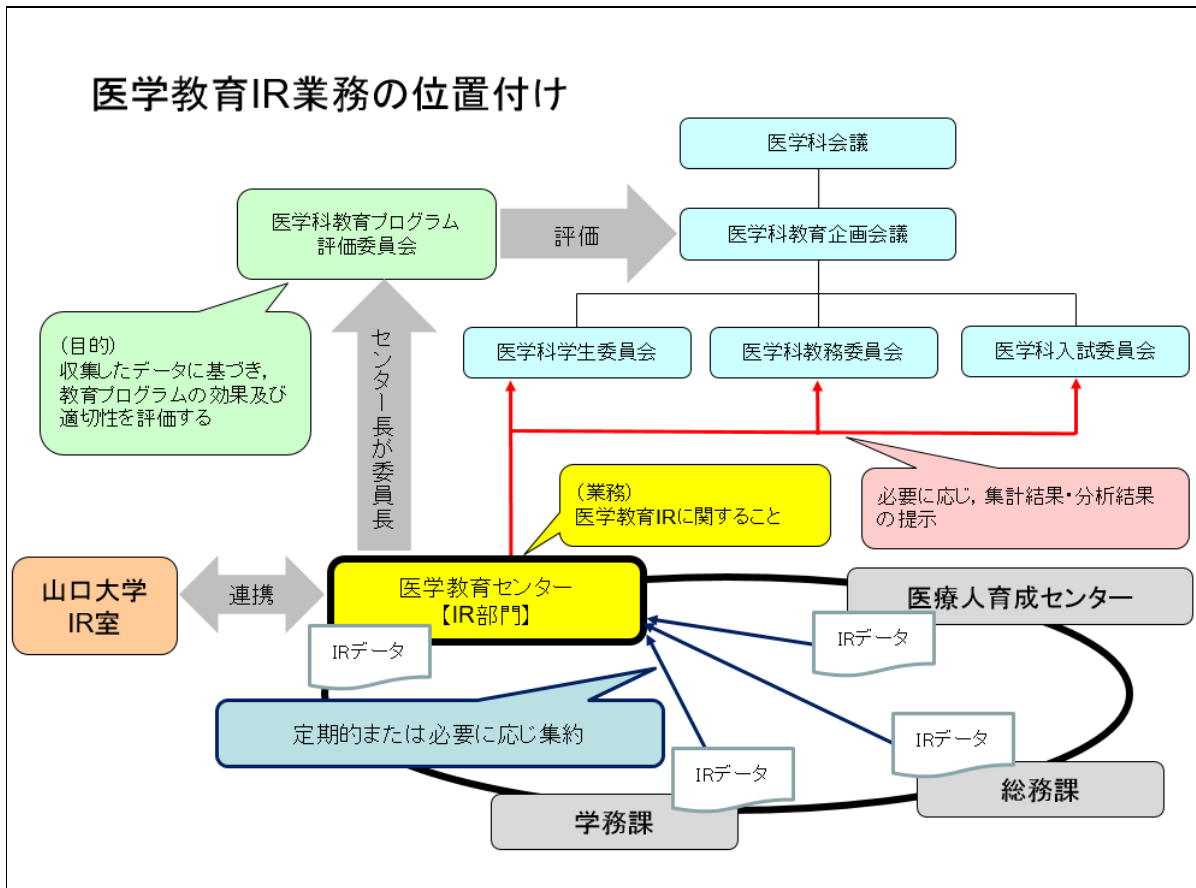 医学教育IR業務の位置付け
医学科会議
医学科教育プログラム
評価委員会
評価
医学科教育企画会議
(目的)
収集したデータに基づき,
教育プログラムの効果及び
適切性を評価する
センター長が委員長
医学科学生委員会
医学科教務委員会
医学科入試委員会
(業務)
医学教育IRに関すること
必要に応じ, 集計結果・分析結果
の提示
山口大学
IR室
連携
医学教育センター
【IR部門】
医療人育成センター
IRデータ
IRデータ
定期的または必要に応じ集約
IRデータ
IRデータ
総務課
学務課